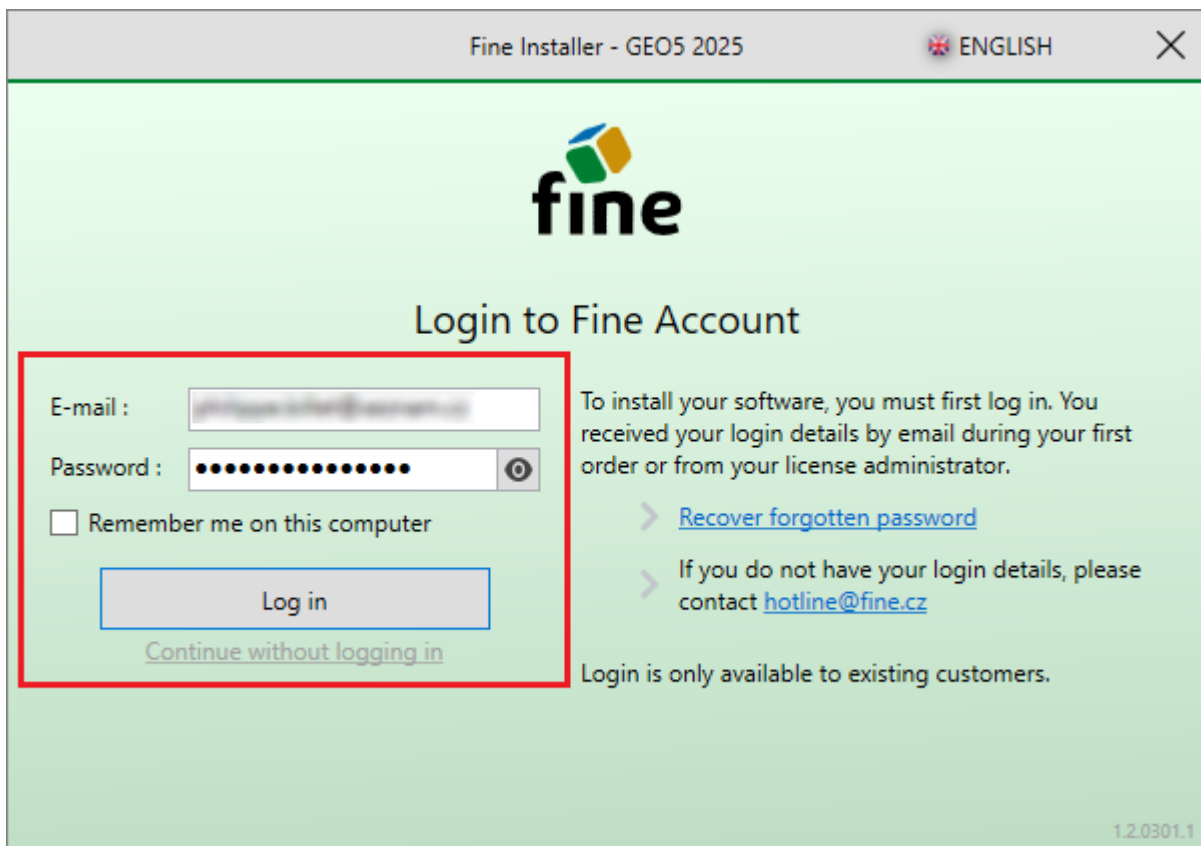 Fine Installer - GEO5 2025
ENGLISH
fine
Login to Fine Account
E-mail :
Password :
Remember me on this computer
Log in
Continue without logging in
To install your software, you must first log in. You
received your login details by email during your first
order or from your license administrator.
Recover forgotten password
If you do not have your login details, please
contact hotline@fine.cz
Login is only available to existing customers.
1.2.0301.1